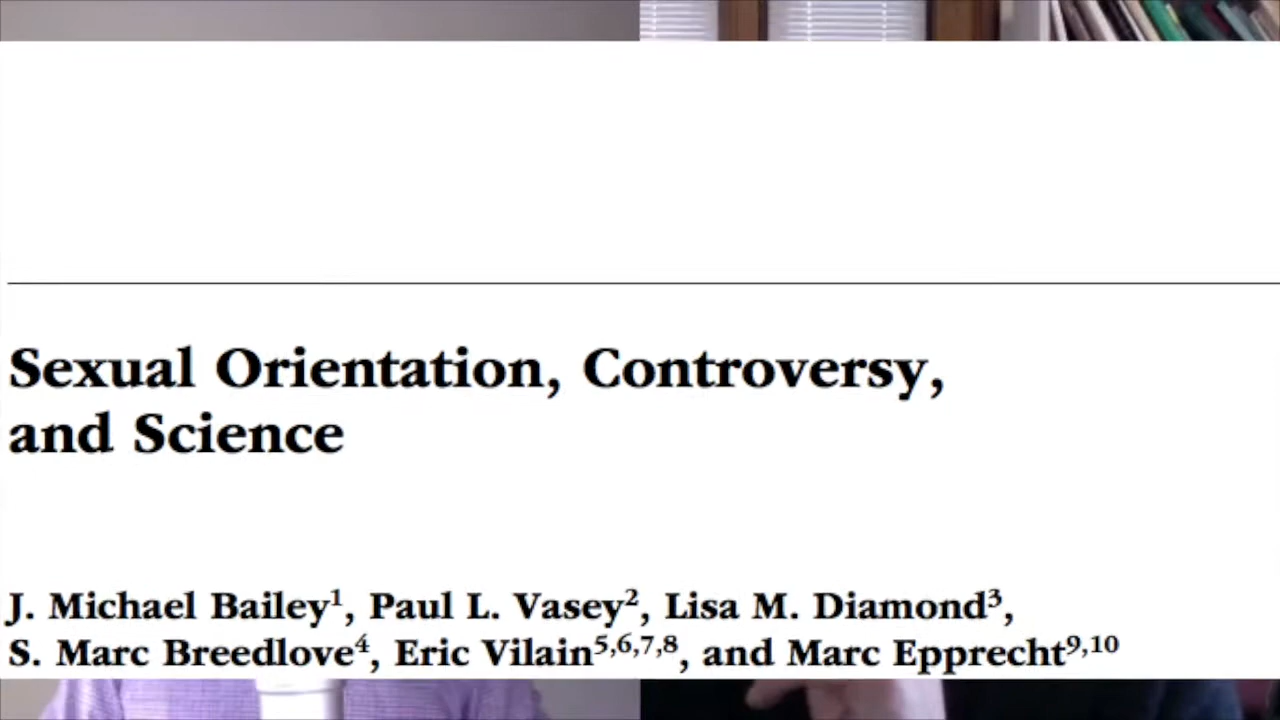 Sexual Orientation, Controversy,
and Science
J. Michael Bailey¹, Paul L. Vasey², Lisa M. Diamond³,
S. Marc Breedlove⁴, Eric Vilain⁵,⁶,⁷,⁸, and Marc Epprecht⁹,¹⁰